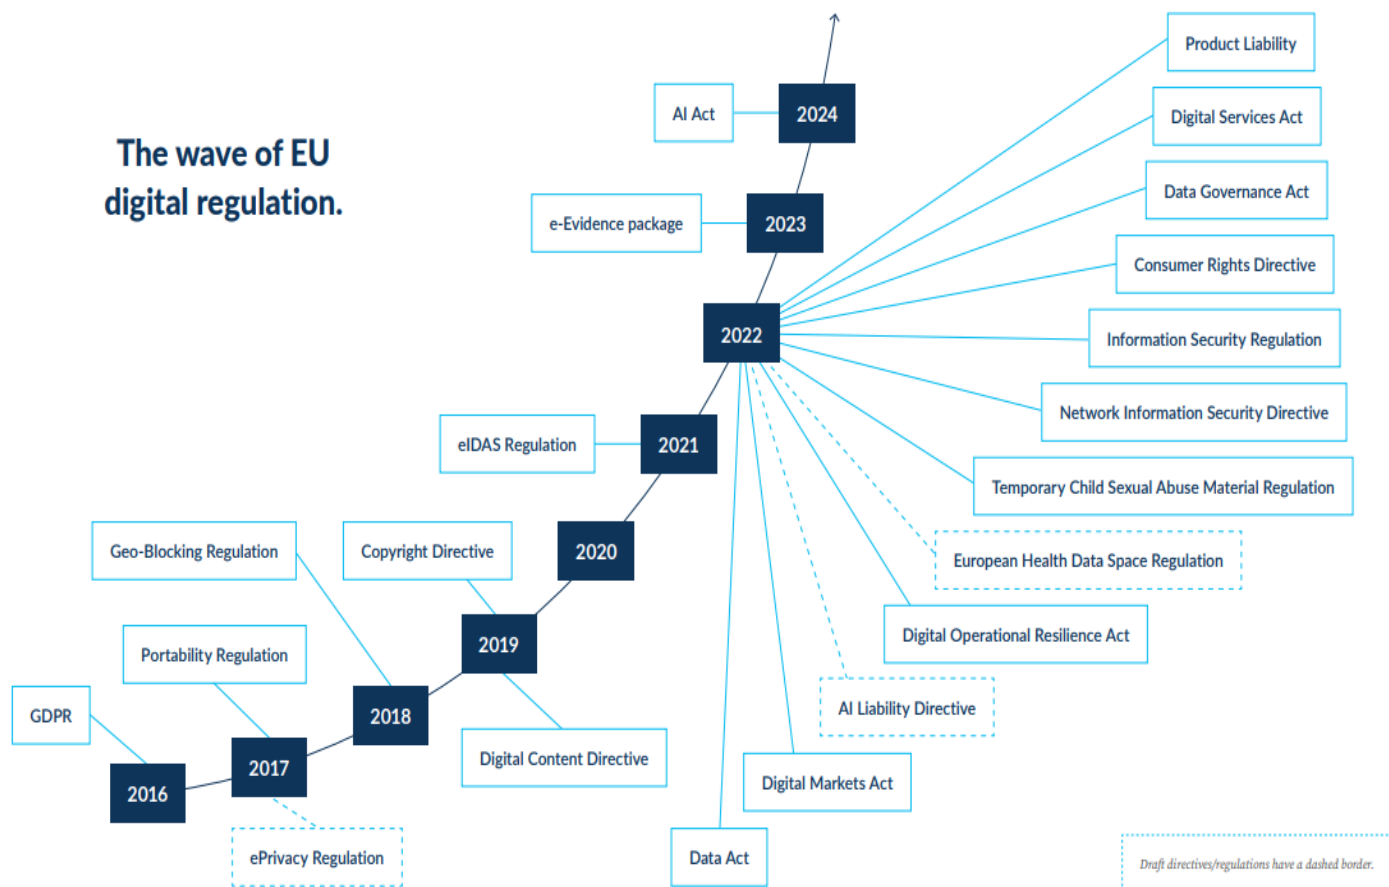 The wave of EU
digital regulation.
Product Liability
AI Act
2024
Digital Services Act
Data Governance Act
e-Evidence package
2023
Consumer Rights Directive
2022
Information Security Regulation
Network Information Security Directive
eIDAS Regulation
2021
Temporary Child Sexual Abuse Material Regulation
Geo-Blocking Regulation
Copyright Directive
2020
European Health Data Space Regulation
Digital Operational Resilience Act
2019
Portability Regulation
AI Liability Directive
GDPR
2018
Digital Content Directive
2017
Digital Markets Act
2016
ePrivacy Regulation
Data Act
Draft directives/regulations have a dashed border.